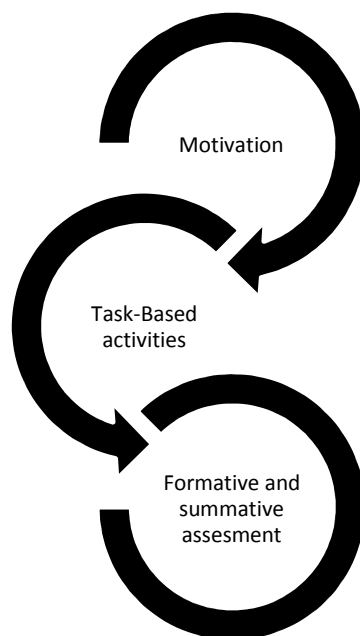 Motivation
Task-Based
activities
Formative and
summative
assesment